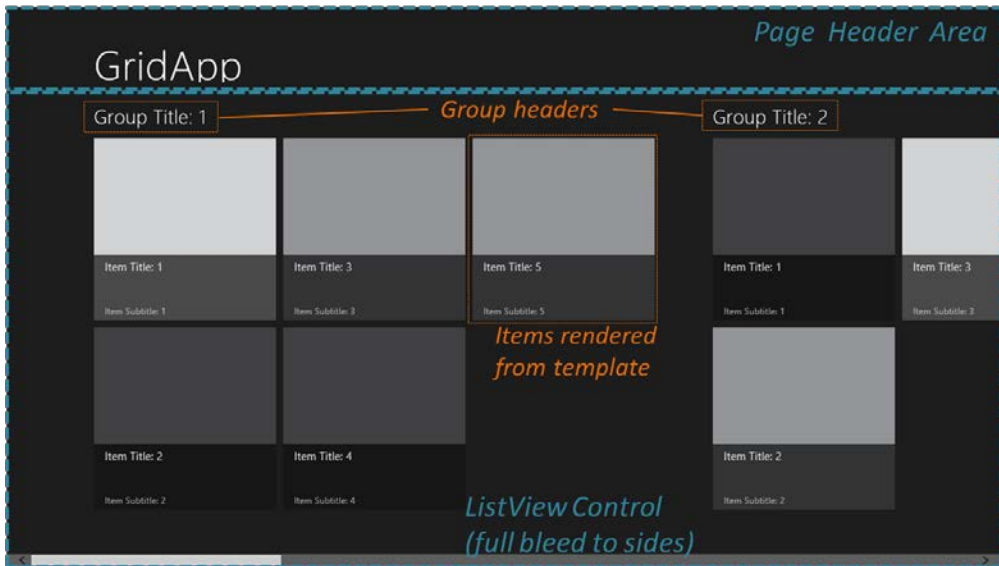 Page Header Area
GridApp
Group Title: 1
Group headers
Group Title: 2
Item Title: 1
Item Subtitle: 1
Item Title: 3
Item Subtitle: 3
Item Title: 5
Item Subtitle: 5
Item Title: 1
Item Subtitle: 1
Item Title: 3
Item Subtitle: 3
Items rendered
from template
Item Title: 2
Item Subtitle: 2
Item Title: 4
Item Subtitle: 4
Item Title: 2
Item Subtitle: 2
ListView Control
(full bleed to sides)